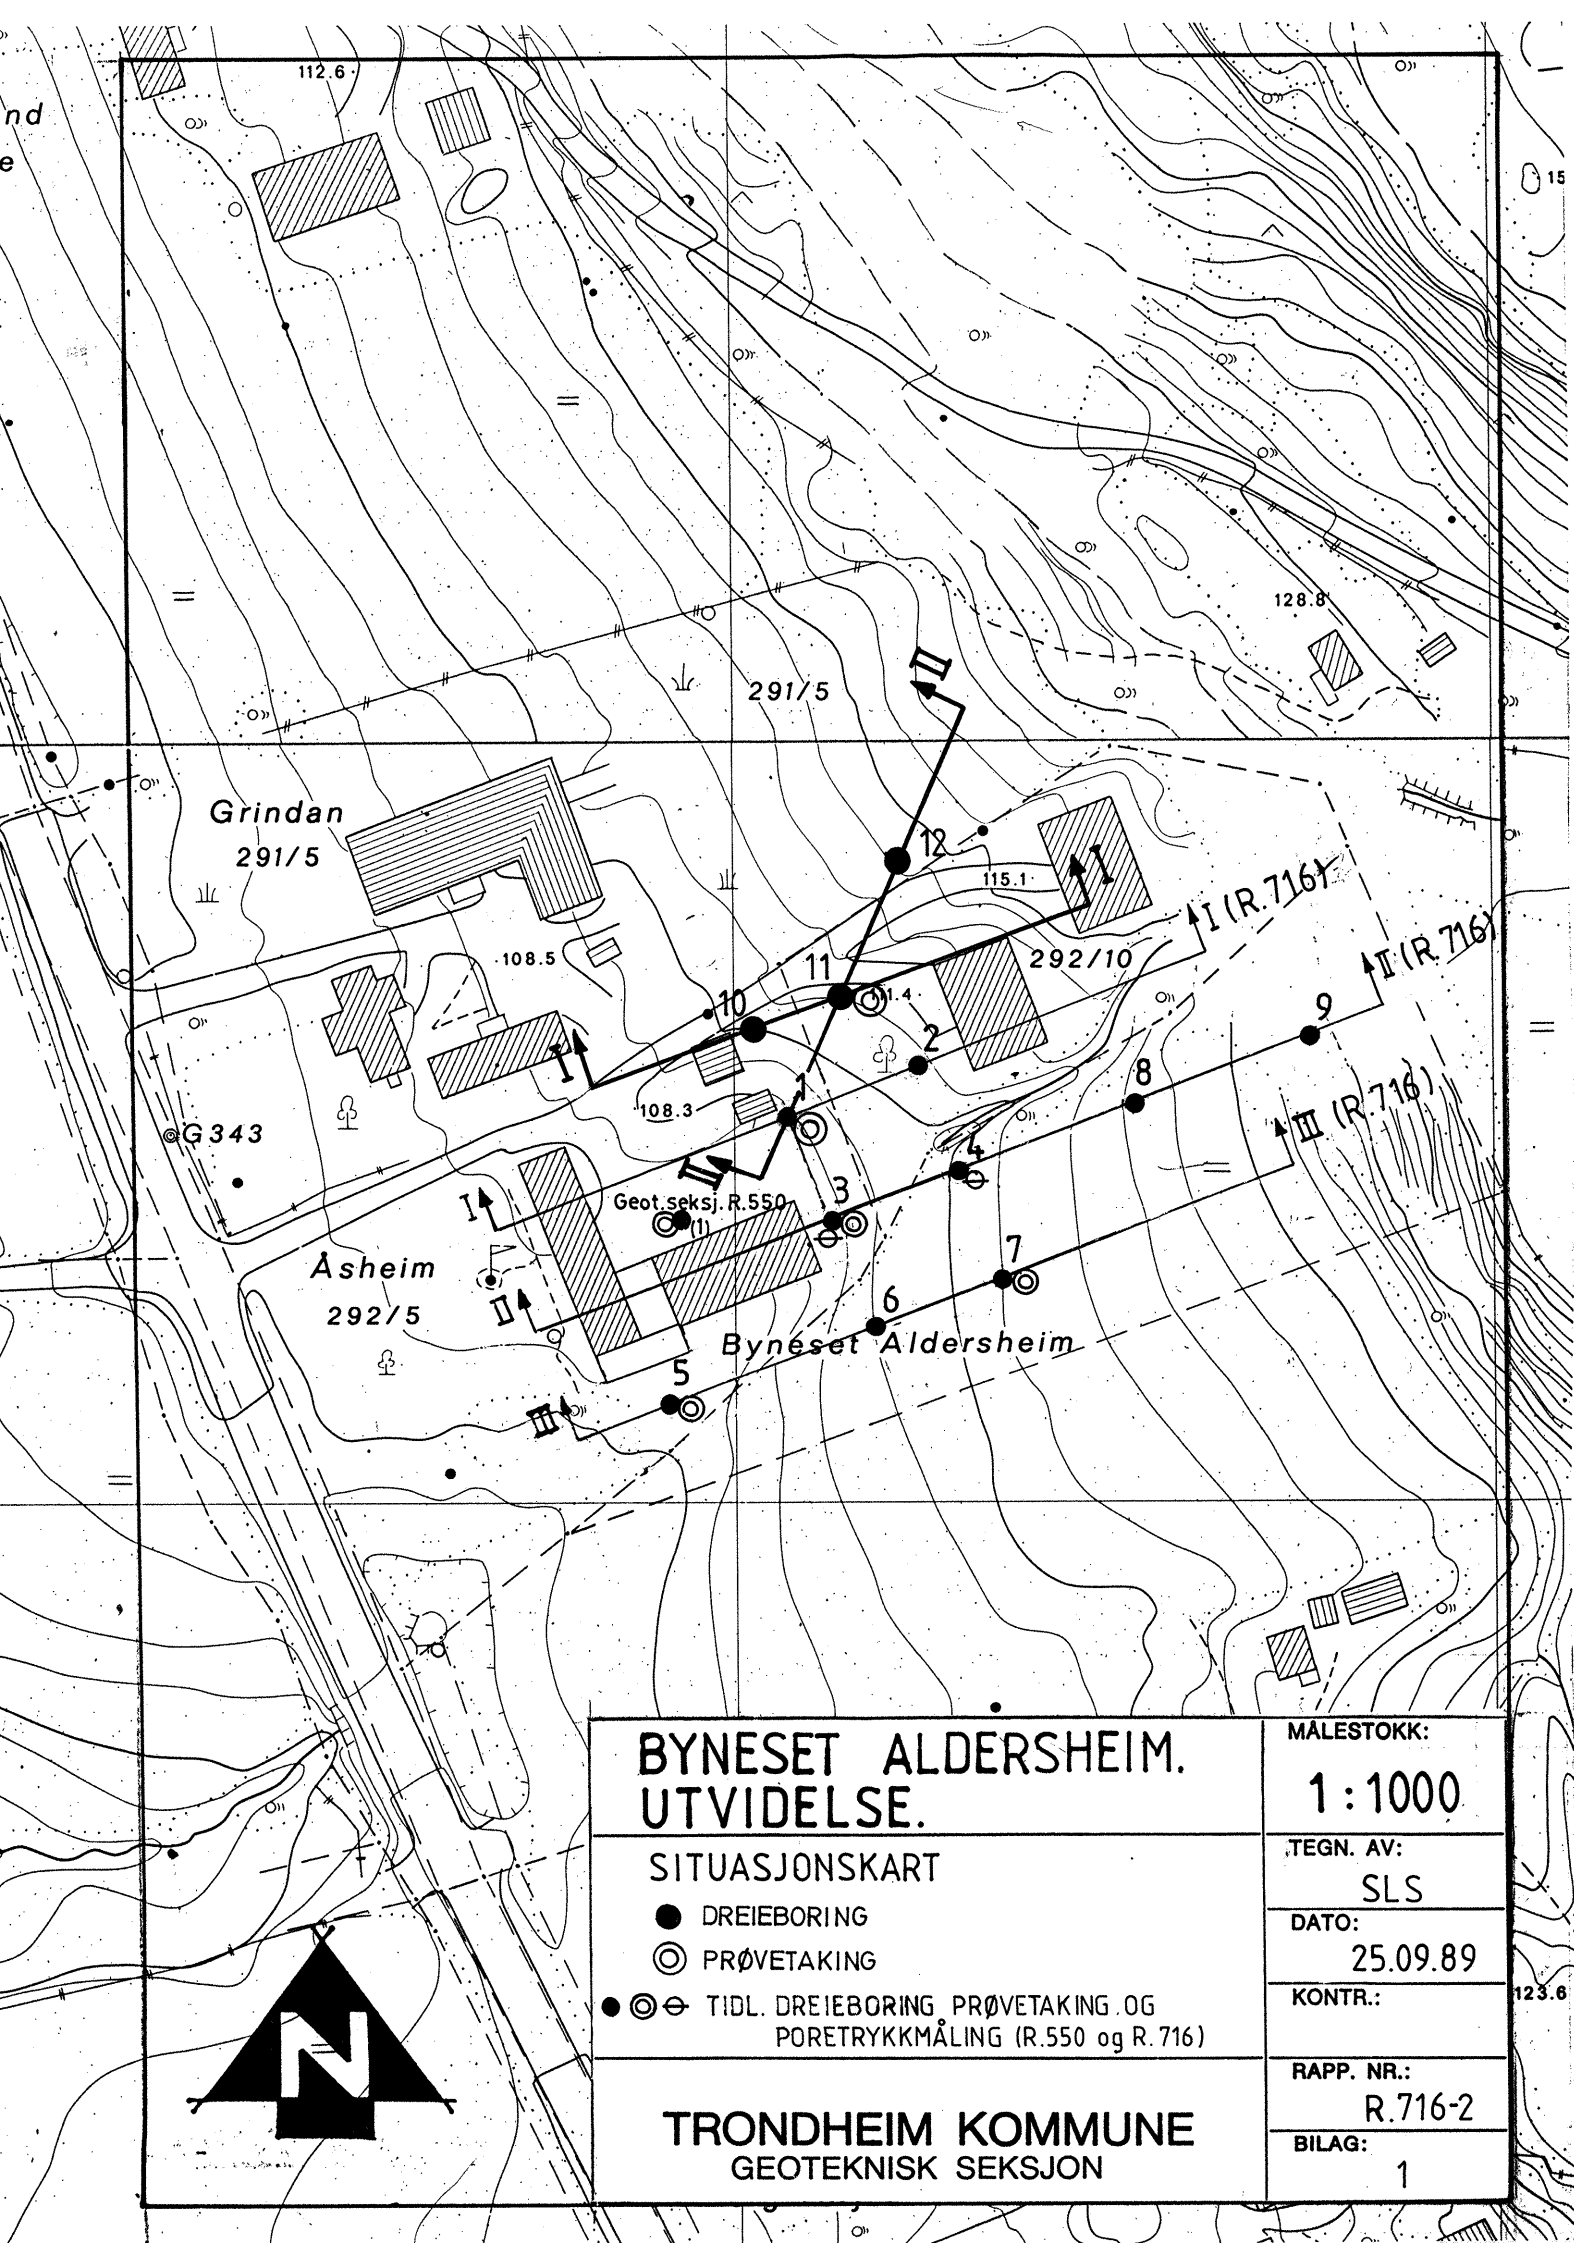 112.6
nd
e
15
128.8
291/5
II
Grindan
291/5
12
115.1
I
I (R.716)
292/10
II (R.716)
108.5
11
111.4
10
9
2
I
8
1
108.3
III (R.716)
G343
4
II
Geot.seksj.R.550
(1)
3
I
7
Åsheim
292/5
II
6
Byneset Aldersheim
5
III
BYNESET ALDERSHEIM.
UTVIDELSE.
MÅLESTOKK:
1:1000
SITUASJONSKART
DREIEBORING
PRØVETAKING
TIDL. DREIEBORING, PRØVETAKING OG
PORETRYKKMÅLING (R.550 og R.716)
TEGN. AV:
SLS
DATO:
25.09.89
KONTR.:
123.6
N
TRONDHEIM KOMMUNE
GEOTEKNISK SEKSJON
RAPP. NR.:
R.716-2
BILAG:
1